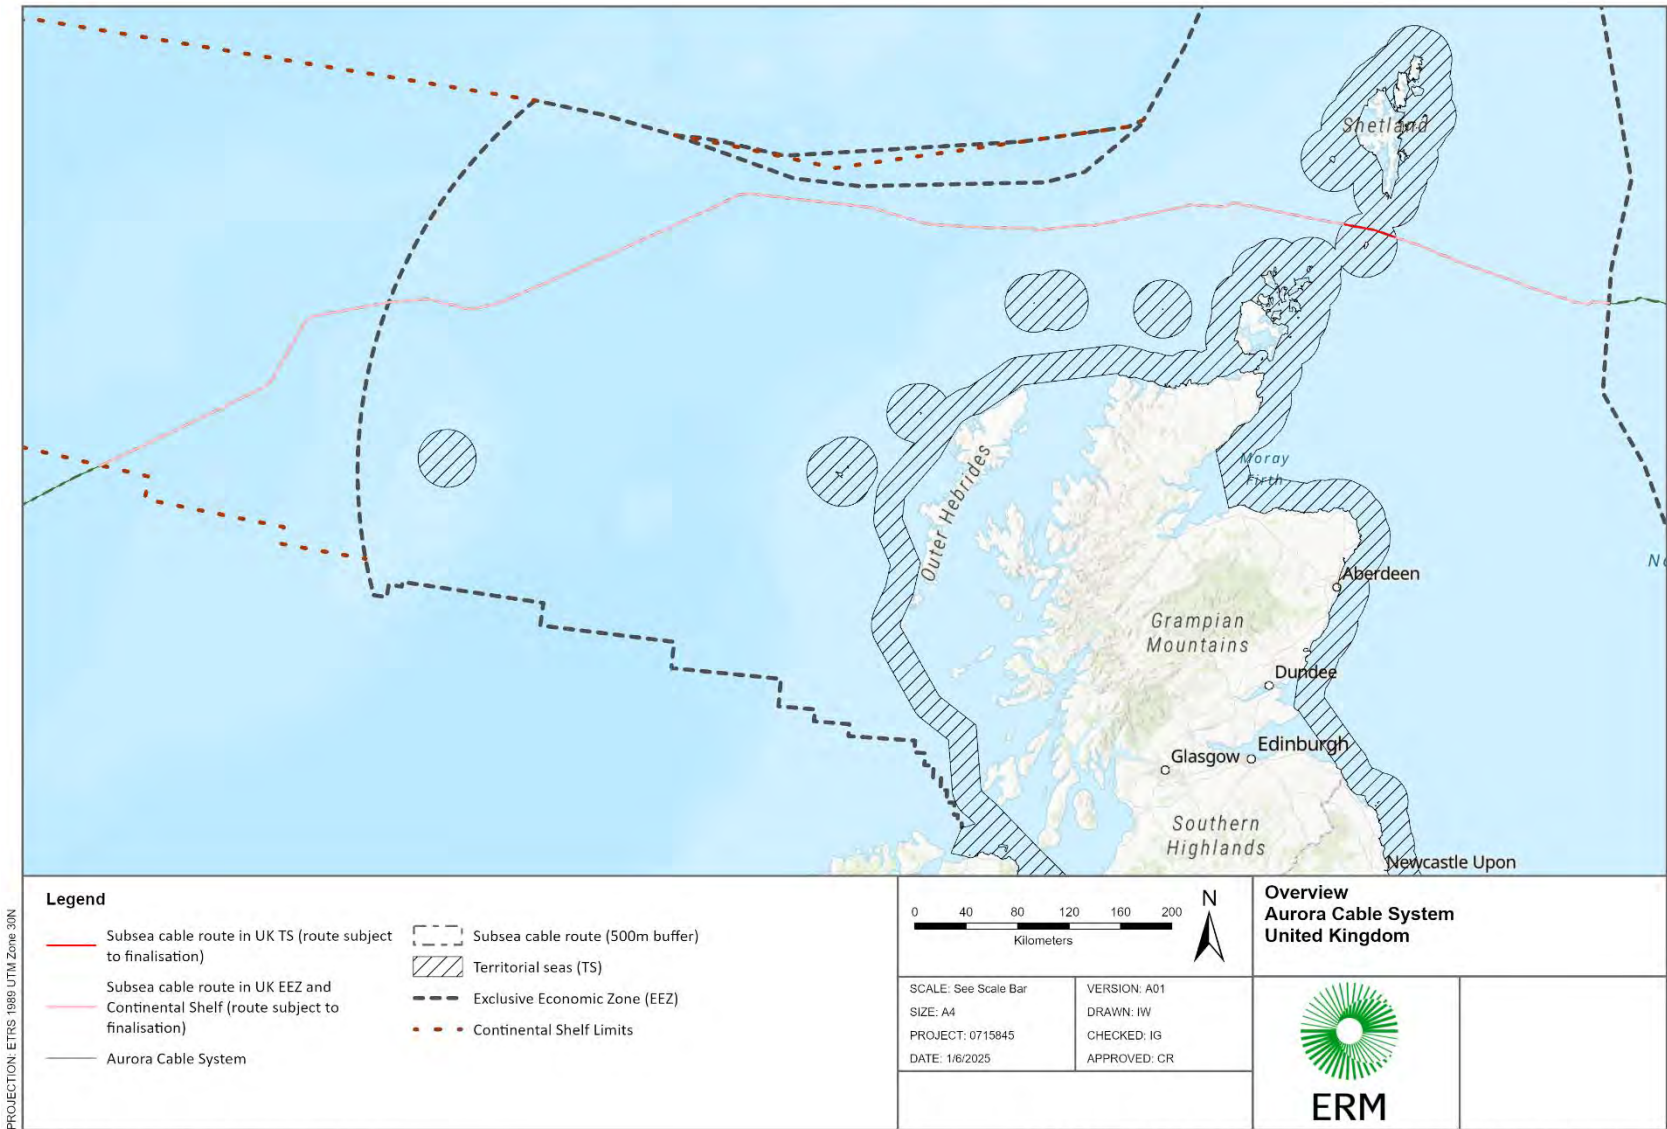 Shetland
Outer Hebrides
Moray
Firth
Aberdeen
Grampian
Mountains
Dundee
Glasgow
Edinburgh
Southern
Highlands
Newcastle Upon
PROJECTION: ETRS 1989 UTM Zone 30N
Legend
Subsea cable route in UK TS (route subject
to finalisation)
Subsea cable route in UK EEZ and
Continental Shelf (route subject to
finalisation)
Aurora Cable System
Subsea cable route (500m buffer)
Territorial seas (TS)
Exclusive Economic Zone (EEZ)
Continental Shelf Limits
0 40 80 120 160 200
Kilometers
N
SCALE: See Scale Bar
SIZE: A4
PROJECT: 0715845
DATE: 1/6/2025
VERSION: A01
DRAWN: IW
CHECKED: IG
APPROVED: CR
Overview
Aurora Cable System
United Kingdom
ERM